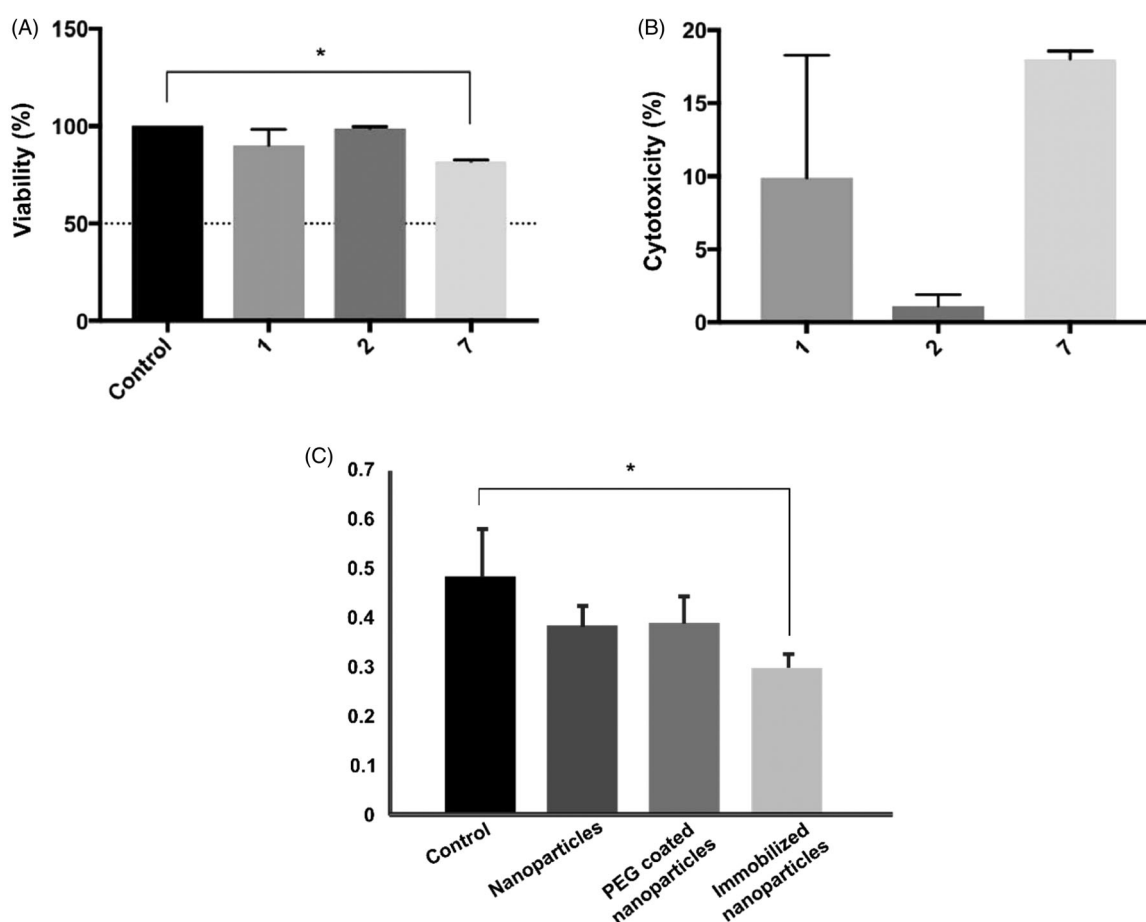 (A)
Viability (%)
150
100
50
0
*
Control
1
2
7
(B)
Cytotoxicity (%)
20
15
10
5
0
1
2
7
(C)
0.7
0.6
0.5
0.4
0.3
0.2
0.1
0
*
Control
Nanoparticles
PEG coated
nanoparticles
Immobilized
nanoparticles